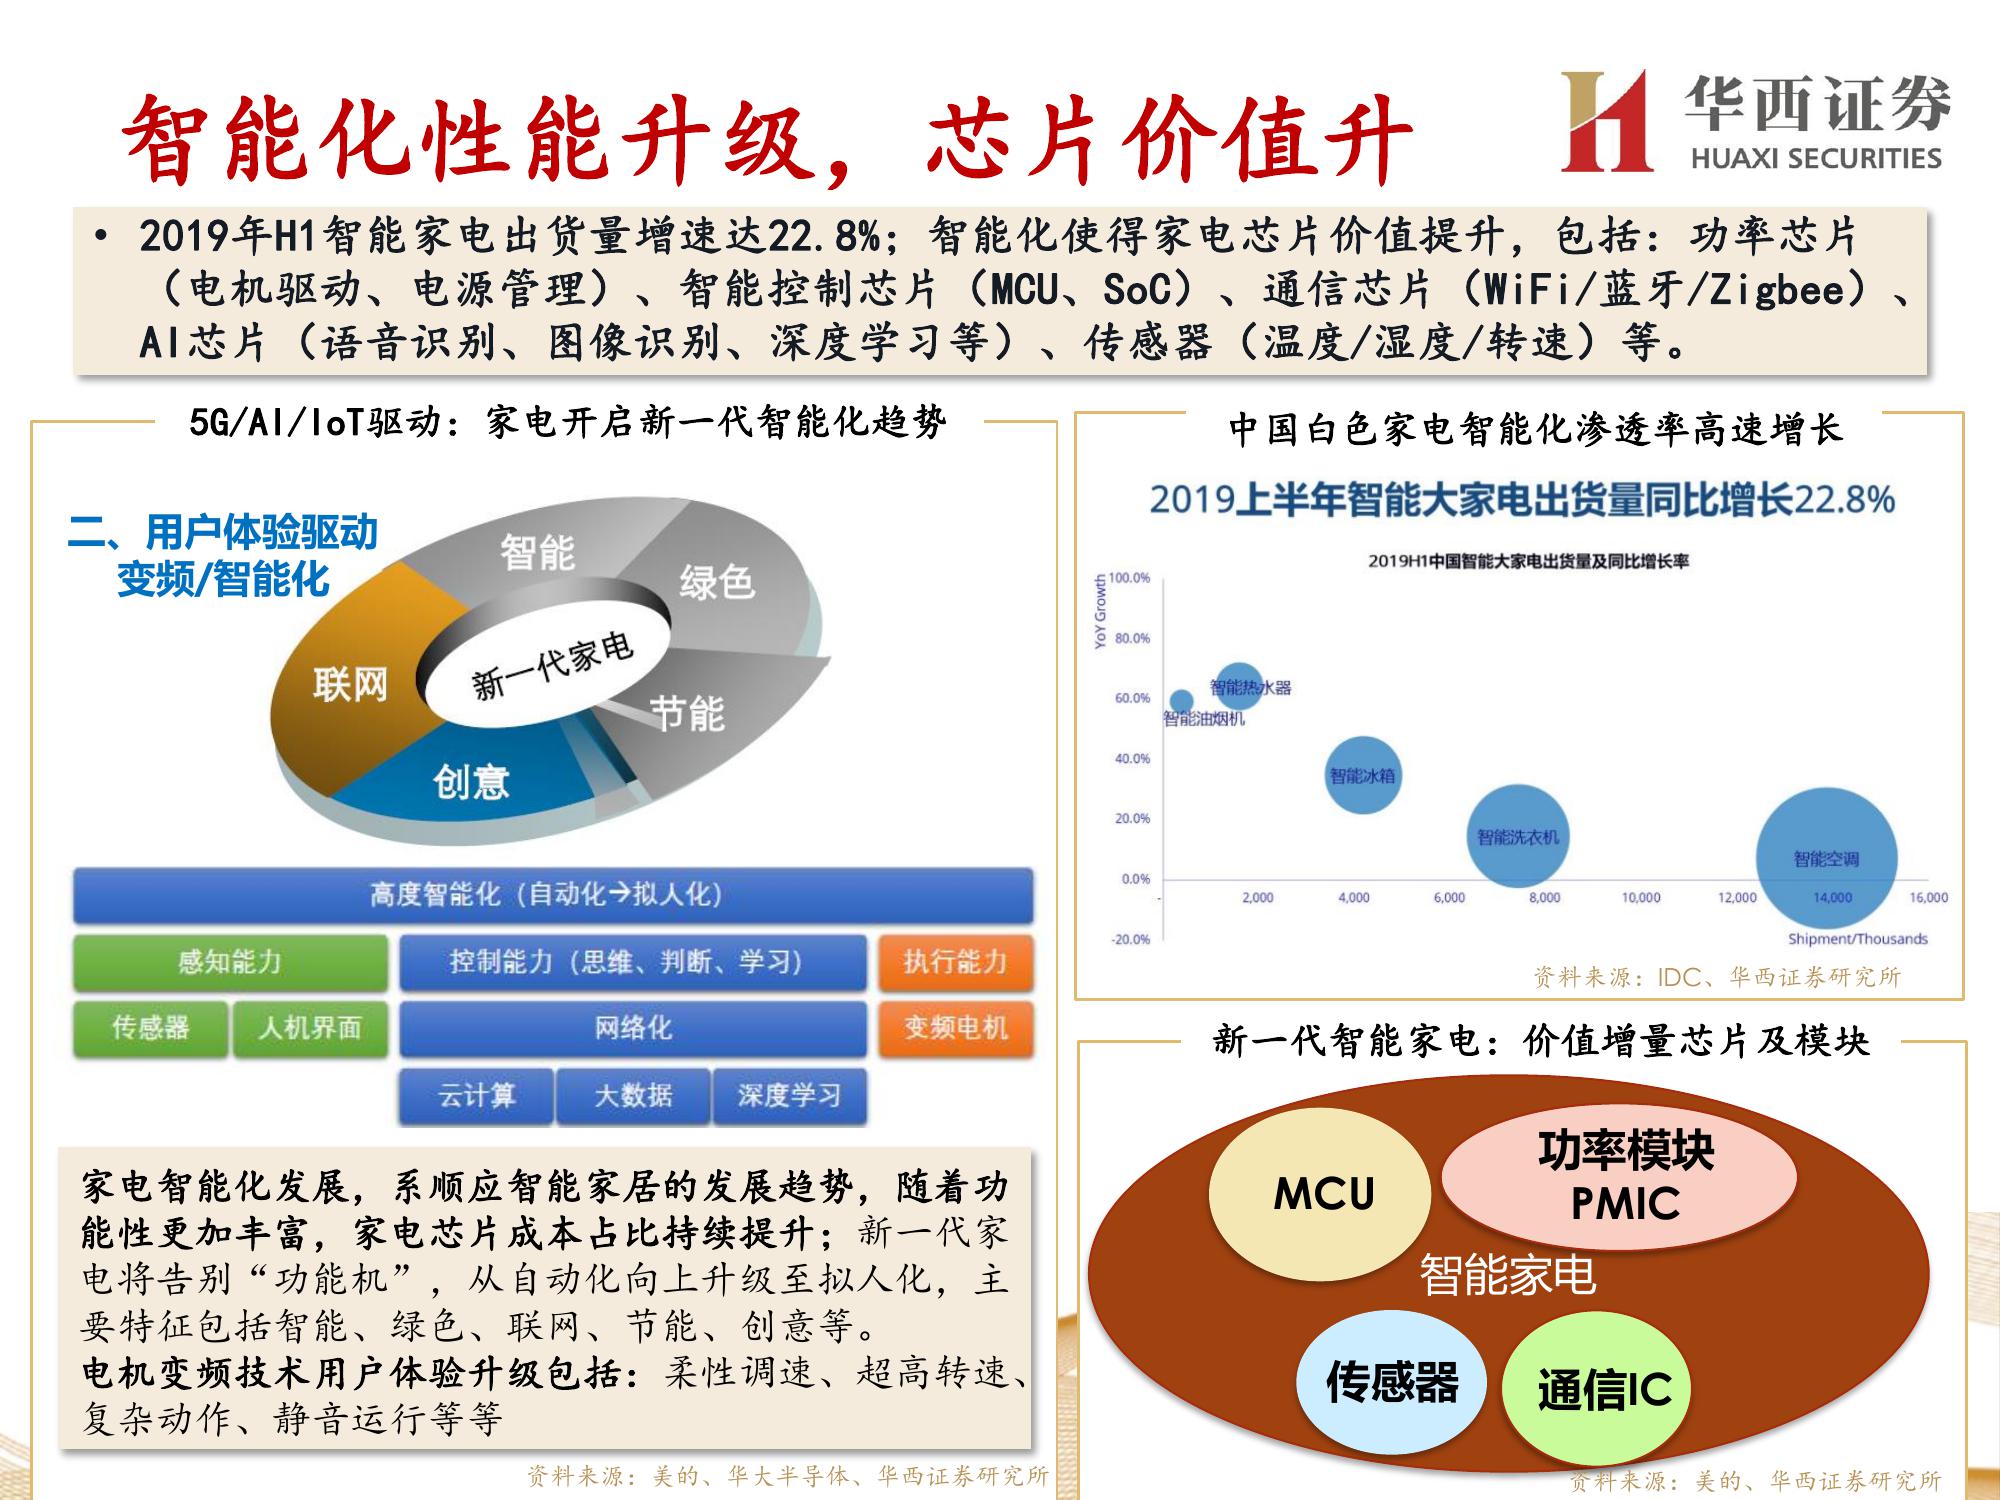 智能化性能升级，芯片价值升
华西证券
HUAXI SECURITIES
• 2019年H1智能家电出货量增速达22.8%；智能化使得家电芯片价值提升，包括：功率芯片
（电机驱动、电源管理）、智能控制芯片（MCU、SoC）、通信芯片（WiFi/蓝牙/Zigbee）、
AI芯片（语音识别、图像识别、深度学习等）、传感器（温度/湿度/转速）等。
5G/AI/IoT驱动：家电开启新一代智能化趋势
二、用户体验驱动
变频/智能化
智能
绿色
联网
新一代家电
节能
创意
高度智能化（自动化→拟人化）
感知能力
控制能力（思维、判断、学习）
执行能力
传感器
人机界面
网络化
变频电机
云计算
大数据
深度学习
家电智能化发展，系顺应智能家居的发展趋势，随着功
能性更加丰富，家电芯片成本占比持续提升；新一代家
电将告别“功能机”，从自动化向上升级至拟人化，主
要特征包括智能、绿色、联网、节能、创意等。
电机变频技术用户体验升级包括：柔性调速、超高转速、
复杂动作、静音运行等等
资料来源：美的、华大半导体、华西证券研究所
中国白色家电智能化渗透率高速增长
2019上半年智能大家电出货量同比增长22.8%
2019H1中国智能大家电出货量及同比增长率
YoY Growth
100.0%
80.0%
60.0%
40.0%
20.0%
0.0%
-20.0%
智能热水器
智能油烟机
智能冰箱
智能洗衣机
智能空调
- 2,000 4,000 6,000 8,000 10,000 12,000 14,000 16,000
Shipment/Thousands
资料来源：IDC、华西证券研究所
新一代智能家电：价值增量芯片及模块
MCU
功率模块
PMIC
智能家电
传感器
通信IC
资料来源：美的、华西证券研究所